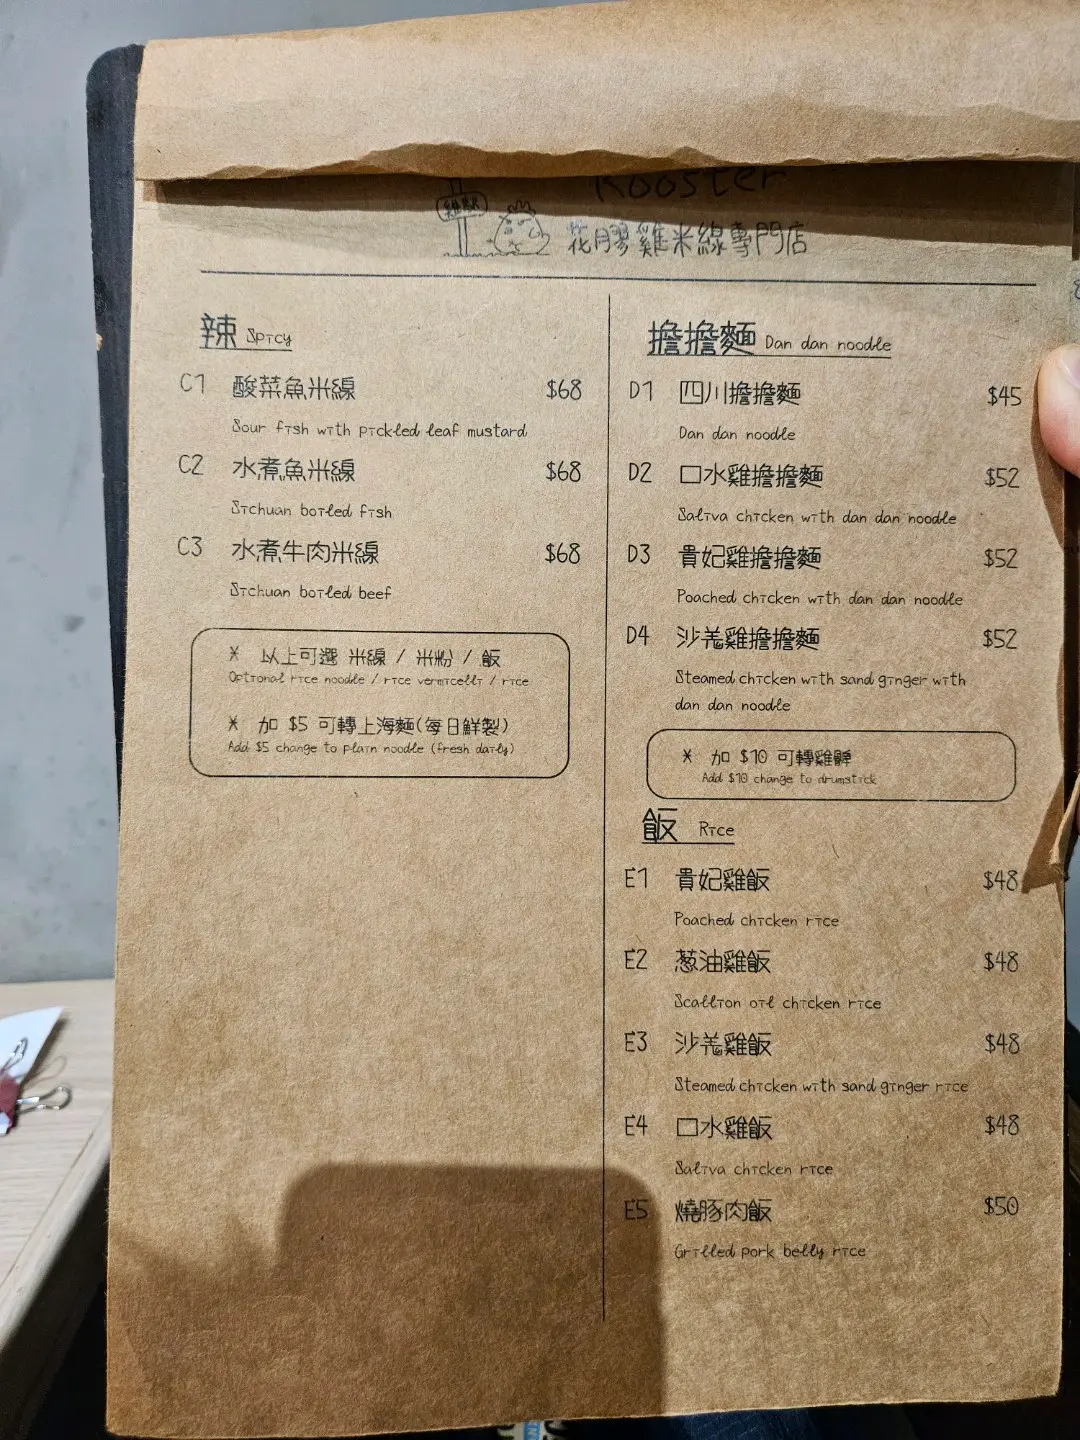 Rooster
雞駅
花膠雞米線專門店
辣 Spicy
C1 酸菜魚米線 $68
Sour fish with pickled leaf mustard
C2 水煮魚米線 $68
Sichuan boiled fish
C3 水煮牛肉米線 $68
Sichuan boiled beef
* 以上可選 米線 / 米粉 / 飯
Optional rice noodle / rice vermicelli / rice
* 加 $5 可轉上海麵(每日鮮製)
Add $5 change to plain noodle (fresh daily)
擔擔麵 Dan dan noodle
D1 四川擔擔麵 $45
Dan dan noodle
D2 口水雞擔擔麵 $52
Saliva chicken with dan dan noodle
D3 貴妃雞擔擔麵 $52
Poached chicken with dan dan noodle
D4 沙羗雞擔擔麵 $52
Steamed chicken with sand ginger with
dan dan noodle
* 加 $10 可轉雞髀
Add $10 change to drumstick
飯 Rice
E1 貴妃雞飯 $48
Poached chicken rice
E2 葱油雞飯 $48
Scallion oil chicken rice
E3 沙羗雞飯 $48
Steamed chicken with sand ginger rice
E4 口水雞飯 $48
Saliva chicken rice
E5 燒豚肉飯 $50
Grilled pork belly rice